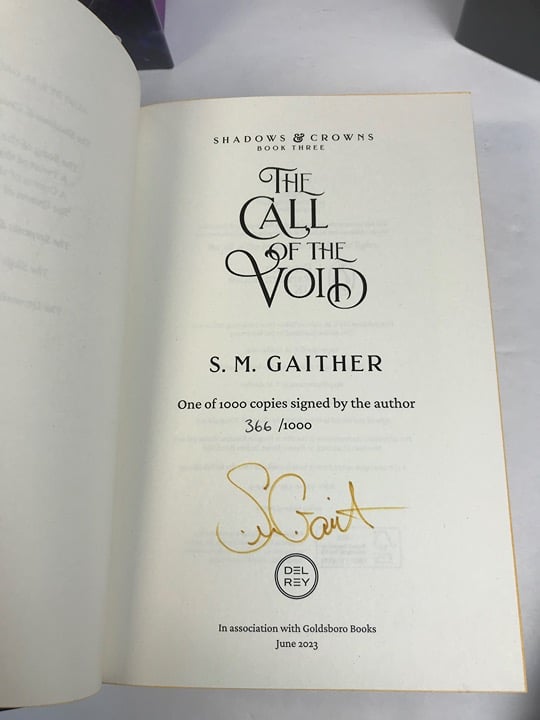 SHADOWS & CROWNS
BOOK THREE
THE
CALL
OF THE
VOID
S. M. GAITHER
One of 1000 copies signed by the author
366 /1000
S.M. Gait
DEL
REY
In association with Goldsboro Books
June 2023